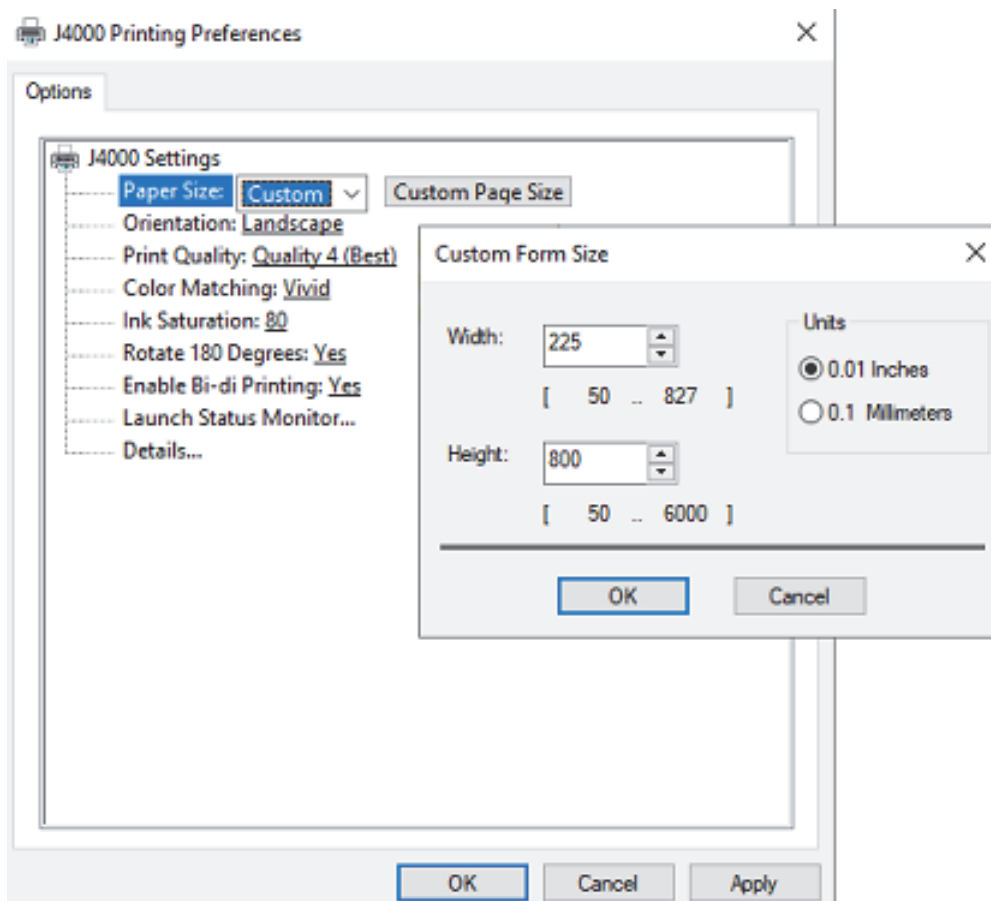 J4000 Printing Preferences
Options
J4000 Settings
Paper Size: Custom Custom Page Size
Orientation: Landscape
Print Quality: Quality 4 (Best)
Color Matching: Vivid
Ink Saturation: 80
Rotate 180 Degrees: Yes
Enable Bi-di Printing: Yes
Launch Status Monitor...
Details...
Custom Form Size
Width: 225
[ 50 .. 827 ]
Height: 800
[ 50 .. 6000 ]
Units
0.01 Inches
0.1 Millimeters
OK Cancel
OK Cancel Apply